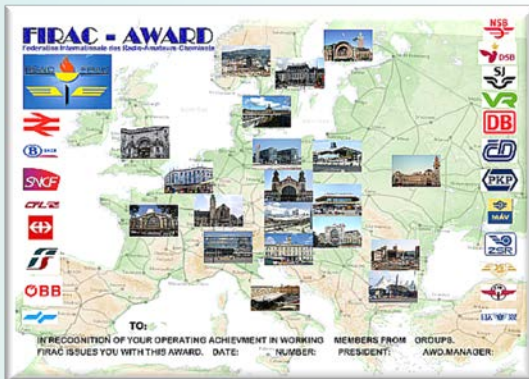 FIRAC - AWARD
Federation Internationale des Radio-Amateurs-Cheminots
NSB
DSB
SJ
VR
DB
B
SNCF
CFL
ČD
PKP
MÁV
ŽSR
ÖBB
TO:
IN RECOGNITION OF YOUR OPERATING ACHIEVMENT IN WORKING MEMBERS FROM GROUPS.
FIRAC ISSUES YOU WITH THIS AWARD. DATE: NUMBER: PRESIDENT: AWD.MANAGER: